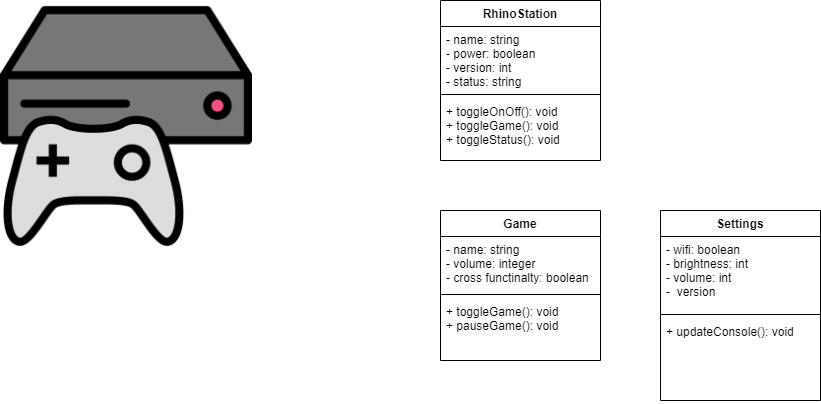 RhinoStation
- name: string
- power: boolean
- version: int
- status: string
+ toggleOnOff(): void
+ toggleGame(): void
+ toggleStatus(): void
Game
- name: string
- volume: integer
- cross functinalty: boolean
+ toggleGame(): void
+ pauseGame(): void
Settings
- wifi: boolean
- brightness: int
- volume: int
-  version
+ updateConsole(): void